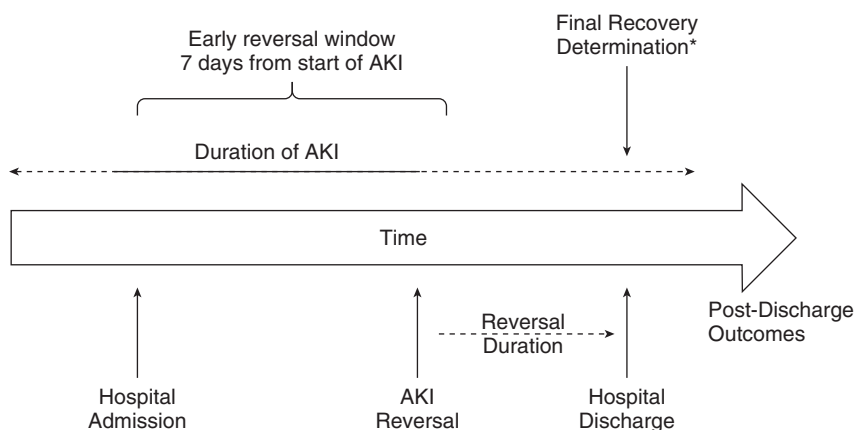 Final Recovery
Determination*
Early reversal window
7 days from start of AKI
Duration of AKI
Time
Post-Discharge
Outcomes
Reversal
Duration
Hospital
Admission
AKI
Reversal
Hospital
Discharge